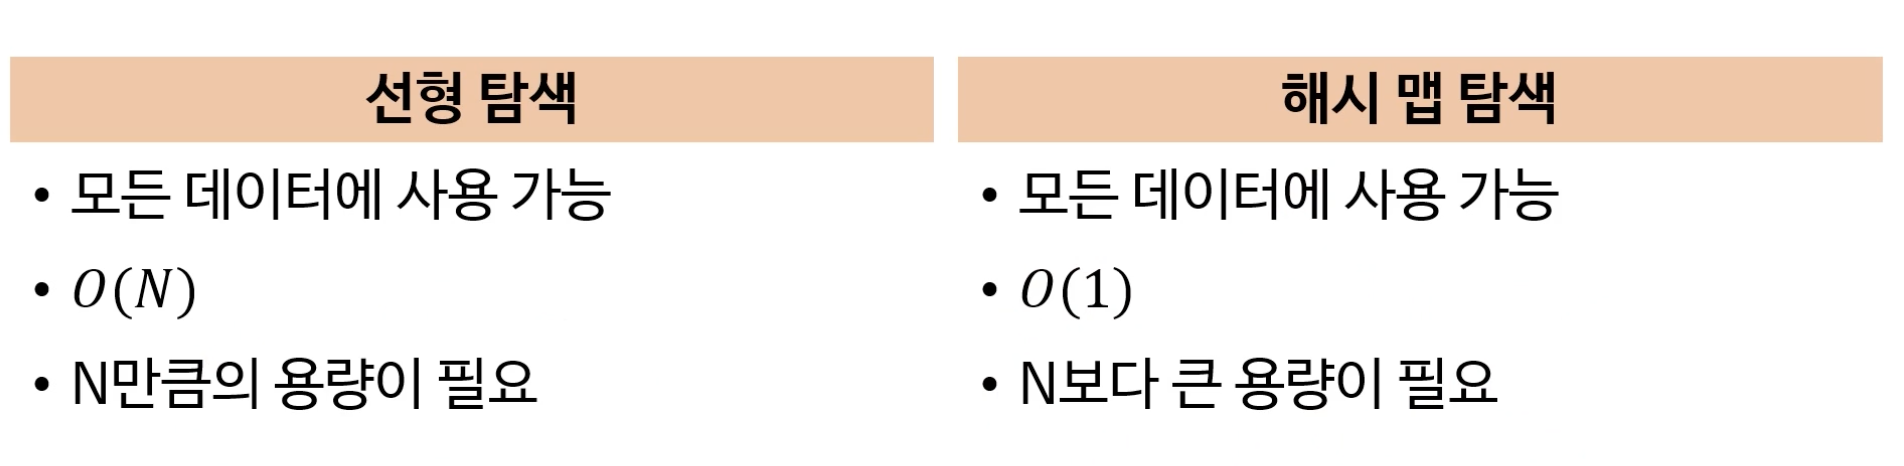 선형 탐색
• 모든 데이터에 사용 가능
• O(N)
• N만큼의 용량이 필요
해시 맵 탐색
• 모든 데이터에 사용 가능
• O(1)
• N보다 큰 용량이 필요